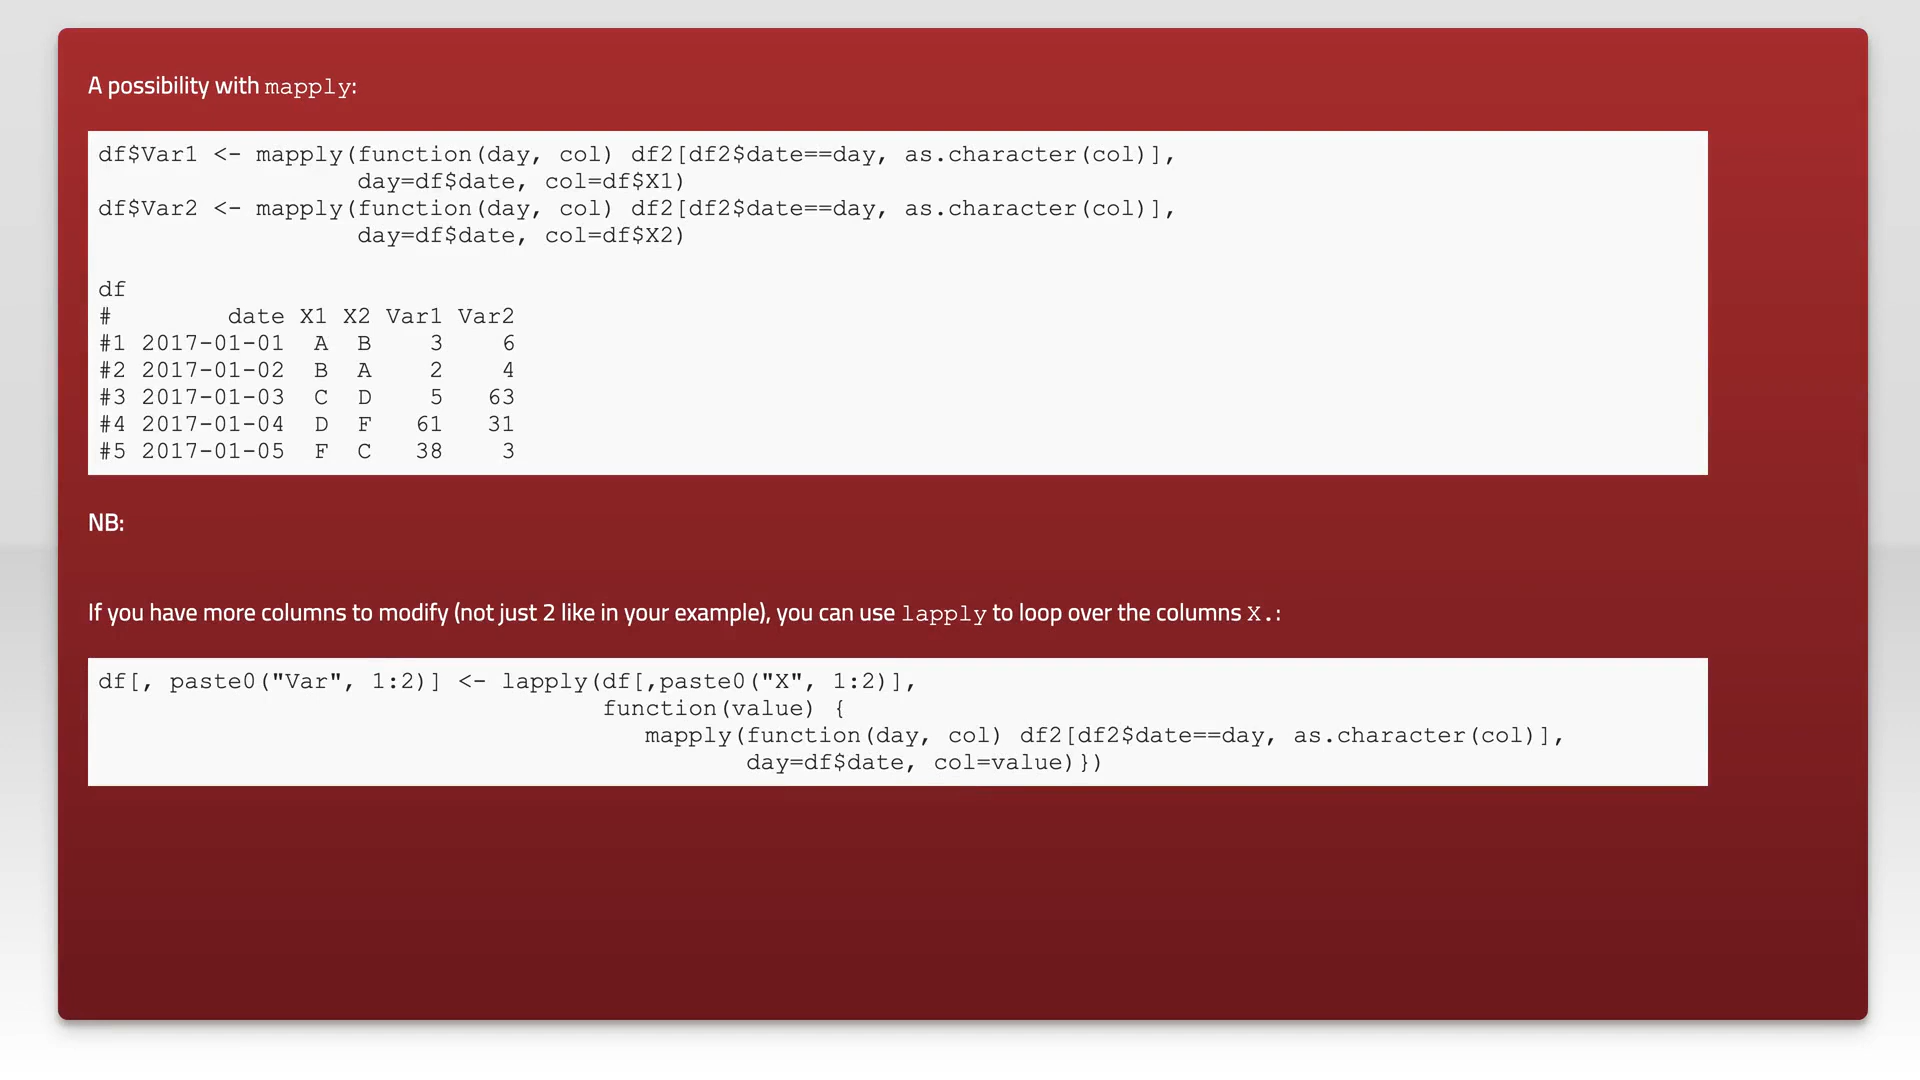 A possibility with mapply:
df$Var1 <- mapply(function(day, col) df2[df2$date==day, as.character(col)],
                  day=df$date, col=df$X1)
df$Var2 <- mapply(function(day, col) df2[df2$date==day, as.character(col)],
                  day=df$date, col=df$X2)
df
#        date X1 X2 Var1 Var2
#1 2017-01-01  A  B    3    6
#2 2017-01-02  B  A    2    4
#3 2017-01-03  C  D    5   63
#4 2017-01-04  D  F   61   31
#5 2017-01-05  F  C   38    3
NB:
If you have more columns to modify (not just 2 like in your example), you can use lapply to loop over the columns X.:
df[, paste0("Var", 1:2)] <- lapply(df[,paste0("X", 1:2)],
                                   function(value) {
                                      mapply(function(day, col) df2[df2$date==day, as.character(col)],
                                             day=df$date, col=value)})